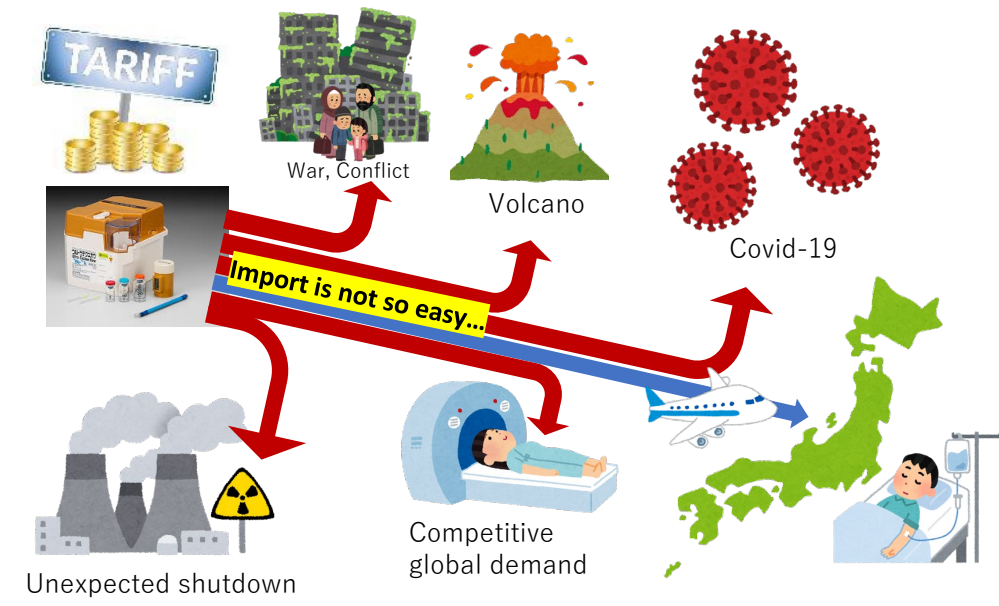 TARIFF
War, Conflict
Volcano
Covid-19
Import is not so easy...
Competitive
global demand
Unexpected shutdown